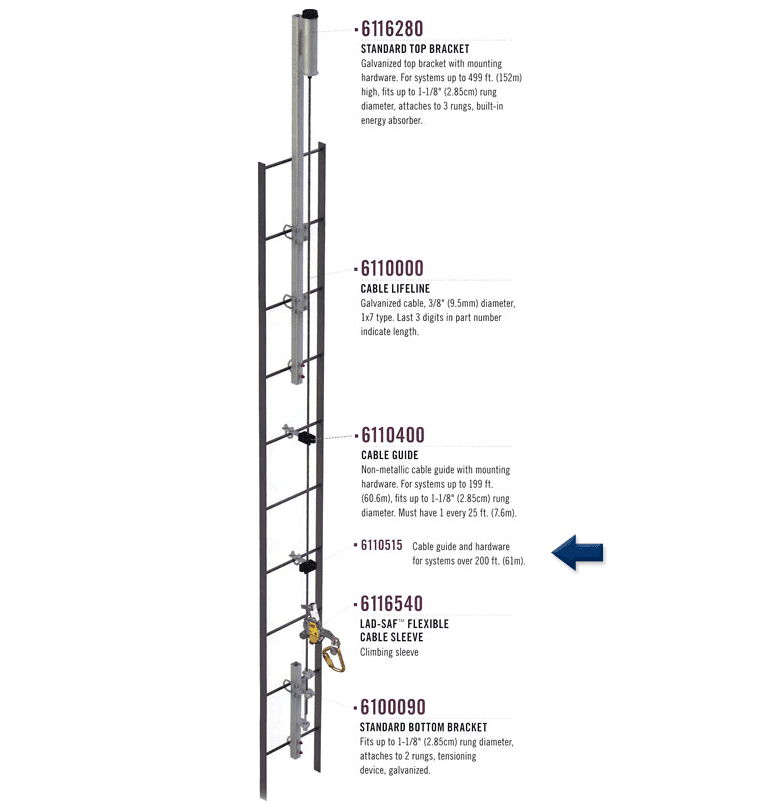 6116280
STANDARD TOP BRACKET
Galvanized top bracket with mounting
hardware. For systems up to 499 ft. (152m)
high, fits up to 1-1/8" (2.85cm) rung
diameter, attaches to 3 rungs, built-in
energy absorber.
6110000
CABLE LIFELINE
Galvanized cable, 3/8" (9.5mm) diameter,
1x7 type. Last 3 digits in part number
indicate length.
6110400
CABLE GUIDE
Non-metallic cable guide with mounting
hardware. For systems up to 199 ft.
(60.6m), fits up to 1-1/8" (2.85cm) rung
diameter. Must have 1 every 25 ft. (7.6m).
6110515 Cable guide and hardware
for systems over 200 ft. (61m).
6116540
LAD-SAF™ FLEXIBLE
CABLE SLEEVE
Climbing sleeve
6100090
STANDARD BOTTOM BRACKET
Fits up to 1-1/8" (2.85cm) rung diameter,
attaches to 2 rungs, tensioning
device, galvanized.